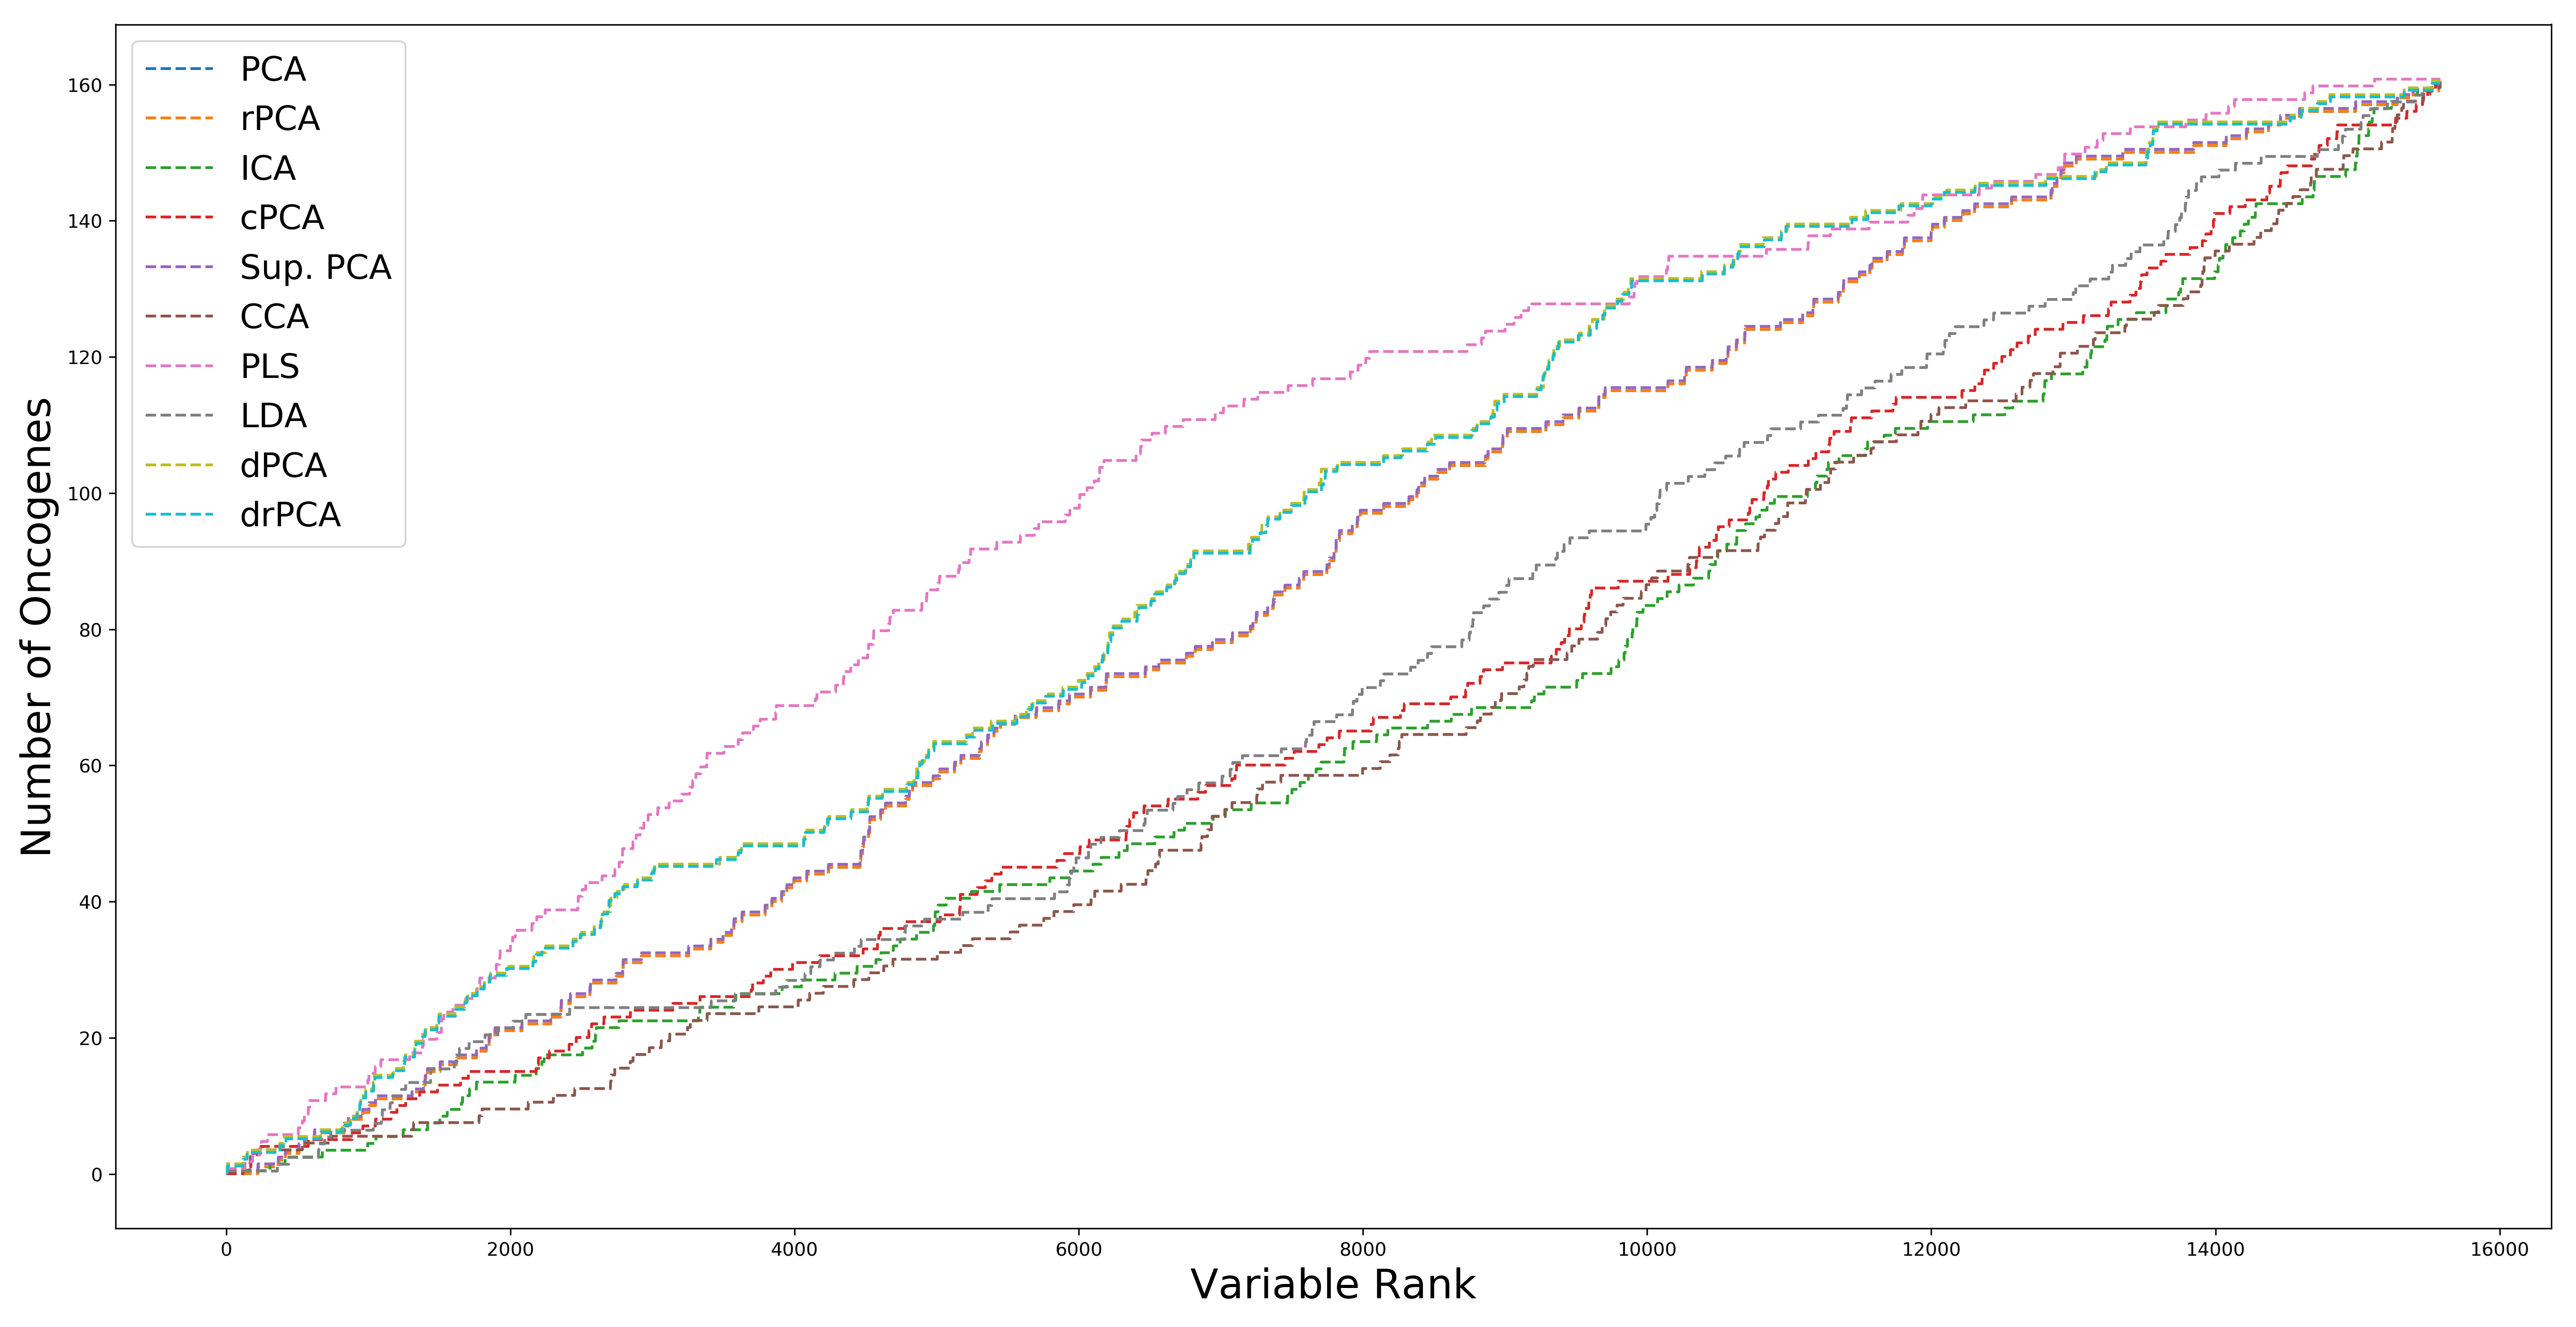 PCA
rPCA
ICA
cPCA
Sup. PCA
CCA
PLS
LDA
dPCA
drPCA
Number of Oncogenes
160
140
120
100
80
60
40
20
0
0 2000 4000 6000 8000 10000 12000 14000 16000
Variable Rank